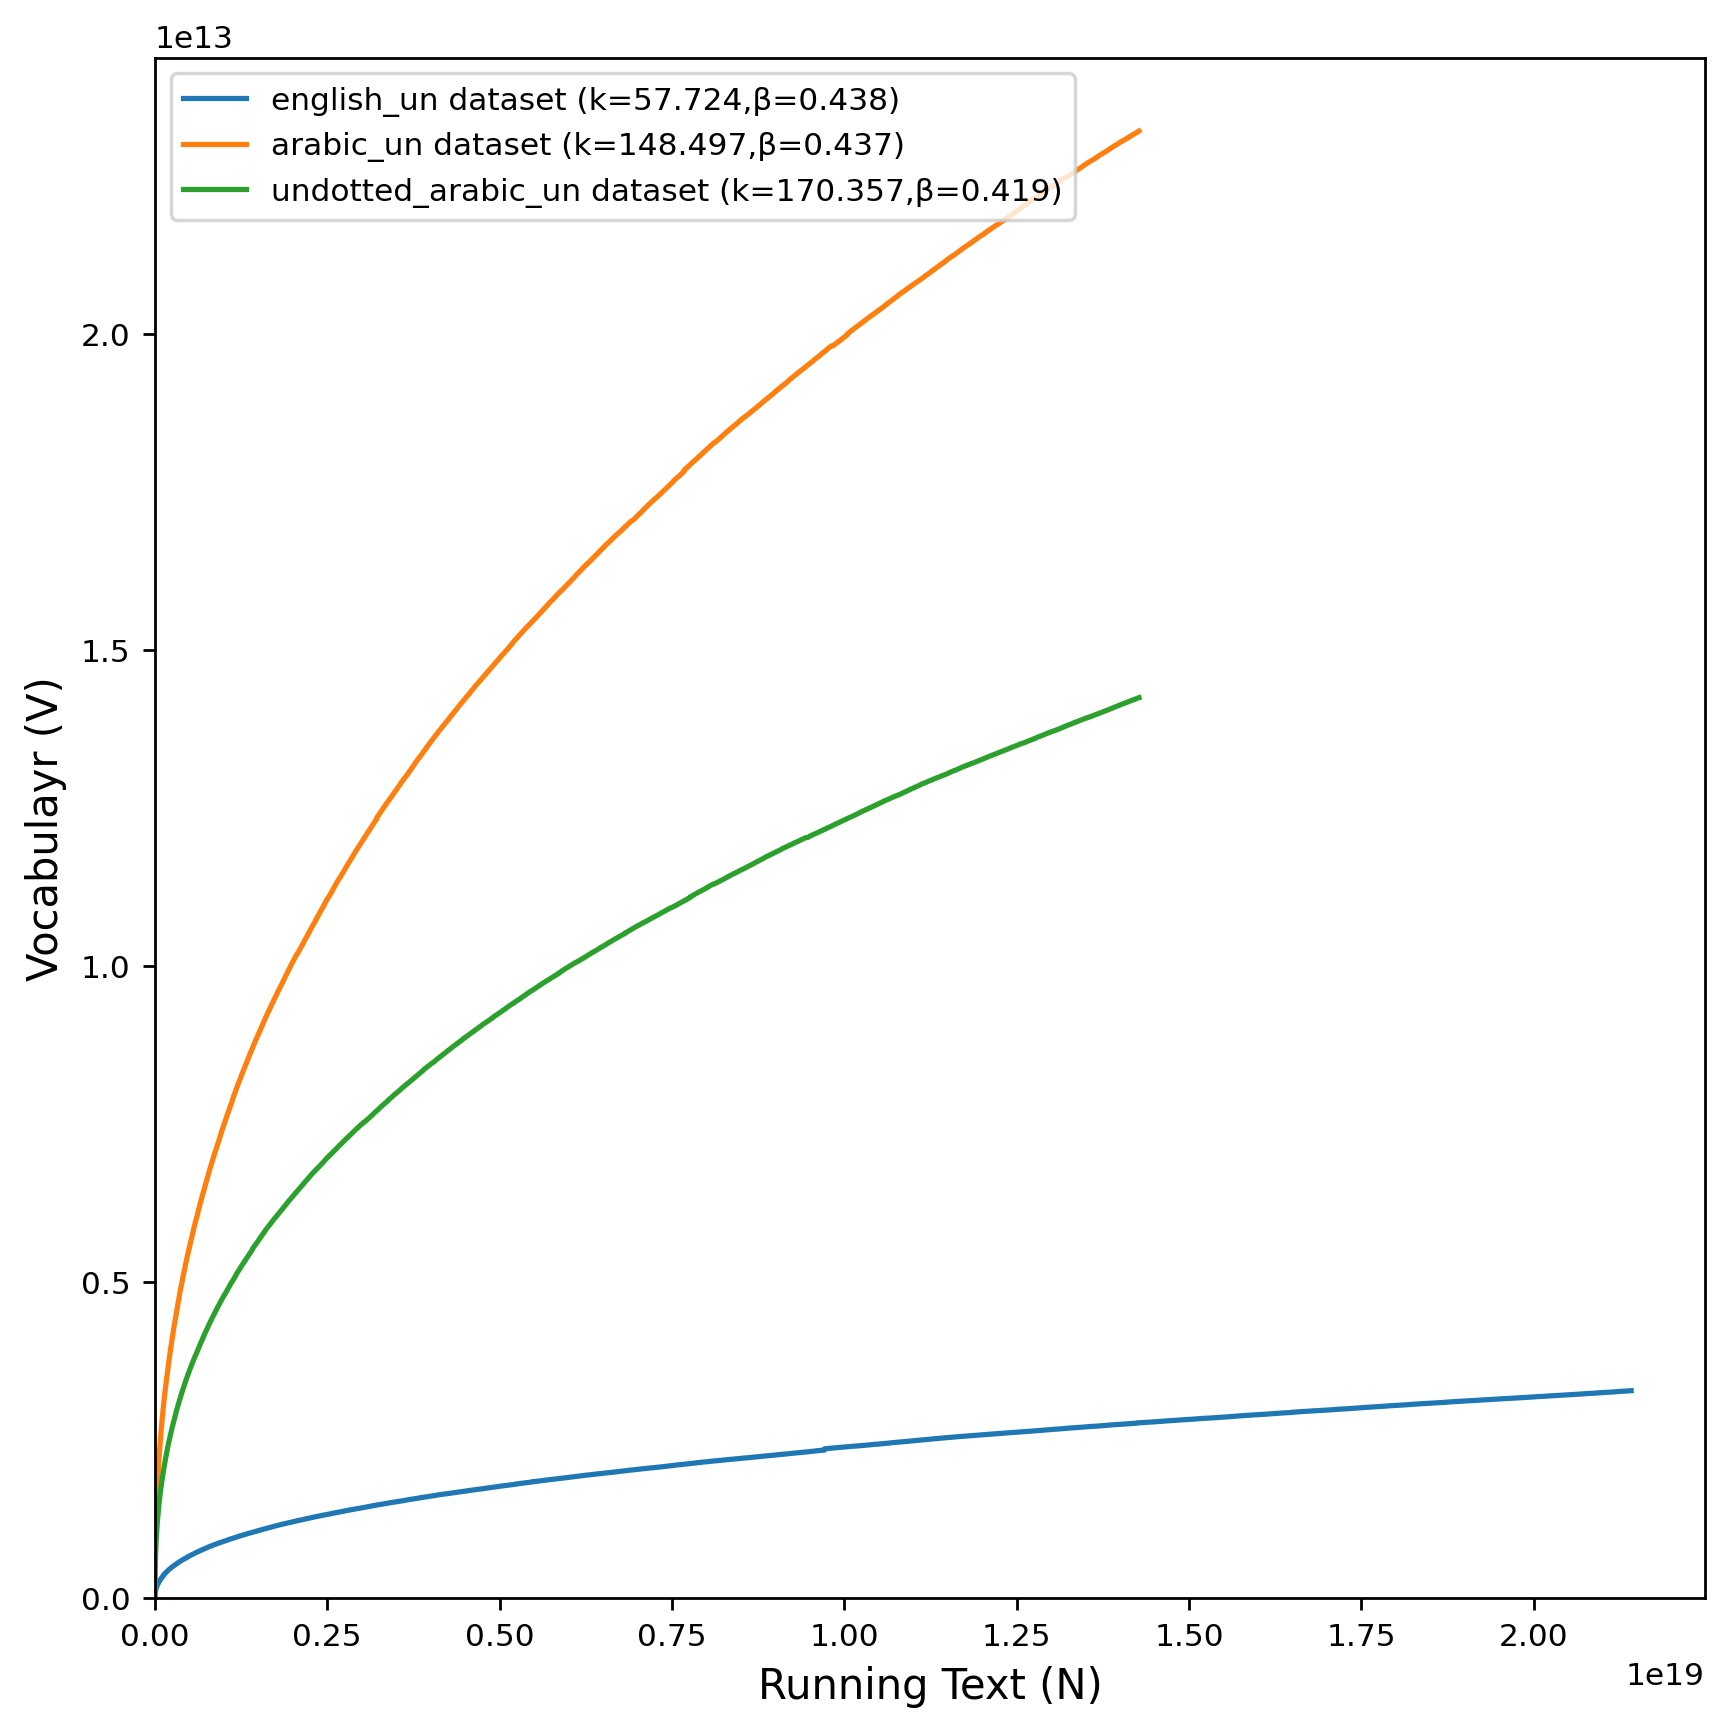 1e13
english_un dataset (k=57.724,β=0.438)
arabic_un dataset (k=148.497,β=0.437)
undotted_arabic_un dataset (k=170.357,β=0.419)
2.0
1.5
1.0
0.5
0.0
Vocabulayr (V)
0.00 0.25 0.50 0.75 1.00 1.25 1.50 1.75 2.00
1e19
Running Text (N)